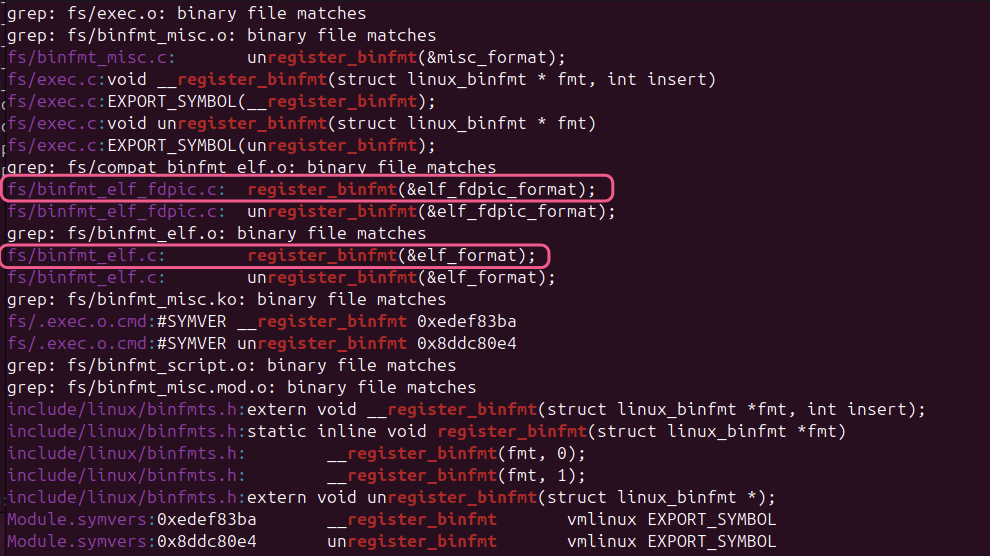 grep: fs/exec.o: binary file matches
grep: fs/binfmt_misc.o: binary file matches
fs/binfmt_misc.c:       unregister_binfmt(&misc_format);
fs/exec.c:void __register_binfmt(struct linux_binfmt * fmt, int insert)
fs/exec.c:EXPORT_SYMBOL(__register_binfmt);
fs/exec.c:void unregister_binfmt(struct linux_binfmt * fmt)
fs/exec.c:EXPORT_SYMBOL(unregister_binfmt);
grep: fs/compat_binfmt_elf.o: binary file matches
fs/binfmt_elf_fdpic.c:  register_binfmt(&elf_fdpic_format);
fs/binfmt_elf_fdpic.c:  unregister_binfmt(&elf_fdpic_format);
grep: fs/binfmt_elf.o: binary file matches
fs/binfmt_elf.c:        register_binfmt(&elf_format);
fs/binfmt_elf.c:        unregister_binfmt(&elf_format);
grep: fs/binfmt_misc.ko: binary file matches
fs/.exec.o.cmd:#SYMVER __register_binfmt 0xedef83ba
fs/.exec.o.cmd:#SYMVER unregister_binfmt 0x8ddc80e4
grep: fs/binfmt_script.o: binary file matches
grep: fs/binfmt_misc.mod.o: binary file matches
include/linux/binfmts.h:extern void __register_binfmt(struct linux_binfmt *fmt, int insert);
include/linux/binfmts.h:static inline void register_binfmt(struct linux_binfmt *fmt)
include/linux/binfmts.h:        __register_binfmt(fmt, 0);
include/linux/binfmts.h:        __register_binfmt(fmt, 1);
include/linux/binfmts.h:extern void unregister_binfmt(struct linux_binfmt *);
Module.symvers:0xedef83ba       __register_binfmt       vmlinux EXPORT_SYMBOL
Module.symvers:0x8ddc80e4       unregister_binfmt       vmlinux EXPORT_SYMBOL